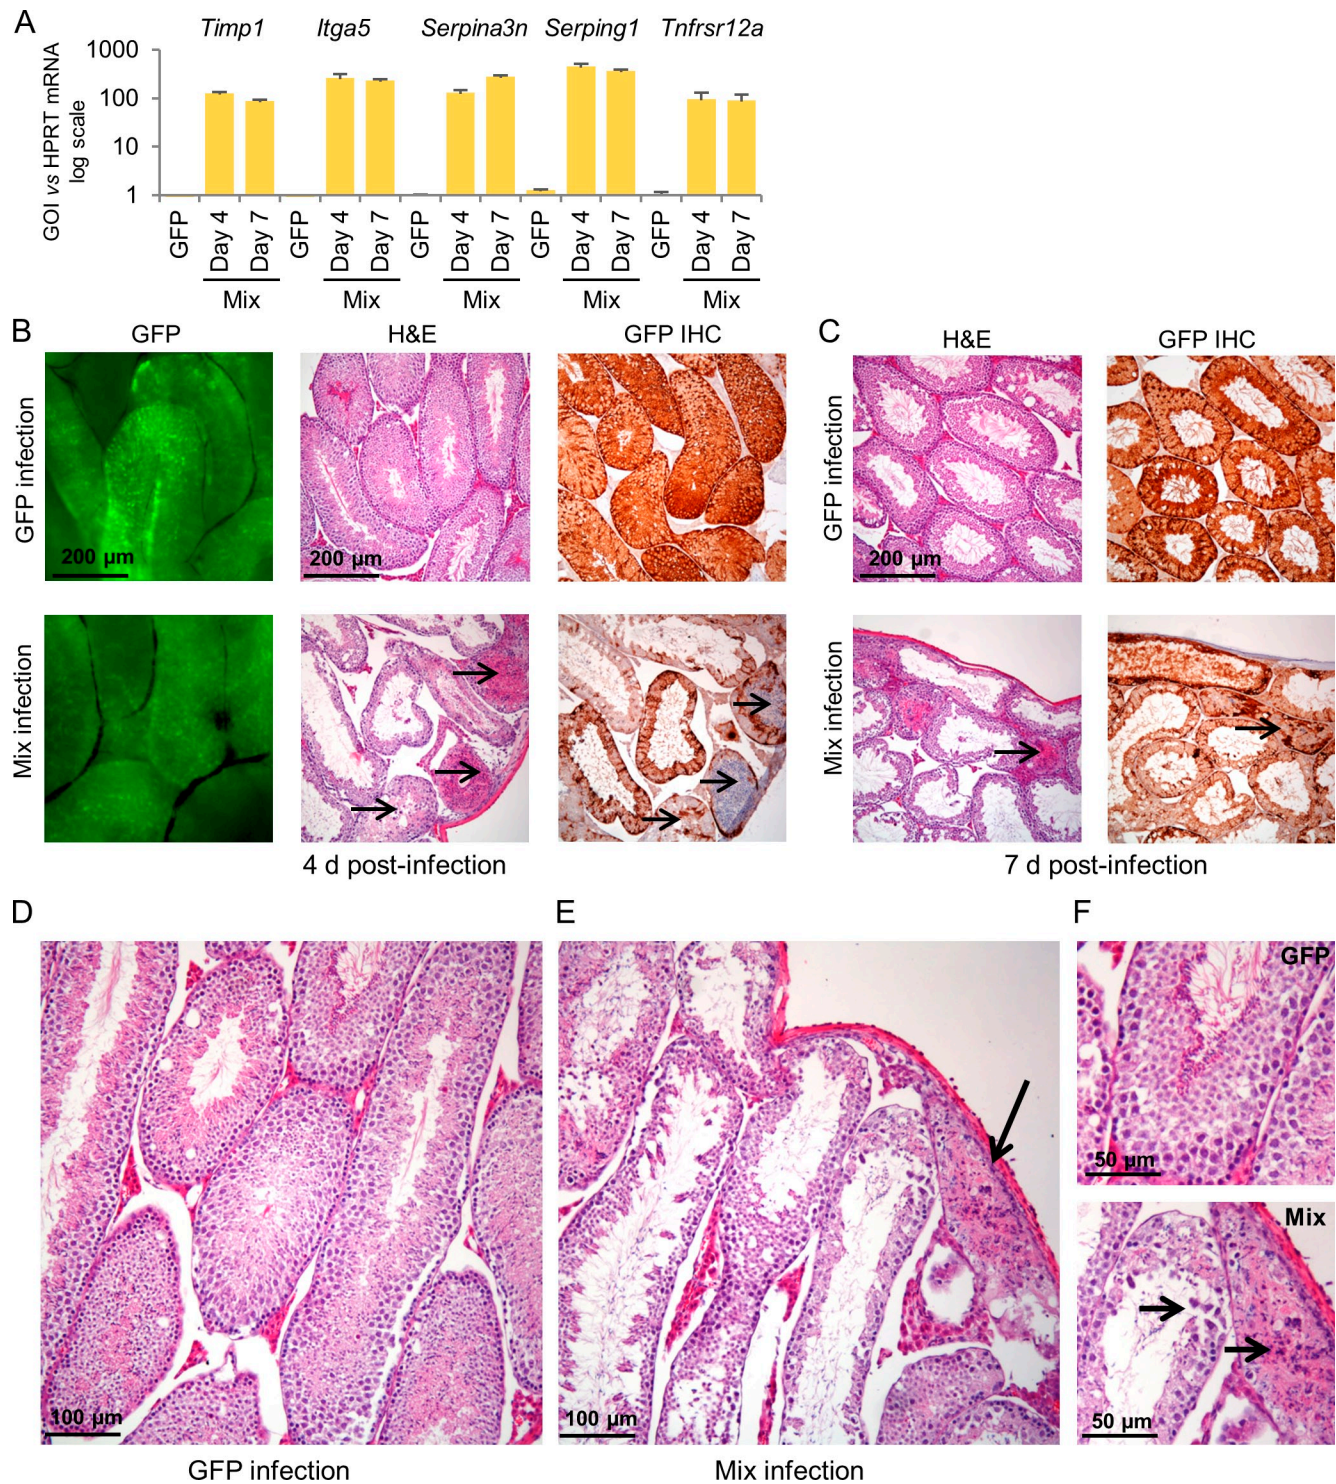 A
Timp1 Itga5 Serpina3n Serping1 Tnfrsr12a
GOI vs HPRT mRNA
log scale
1000
100
10
1
GFP Day 4 Day 7 GFP Day 4 Day 7 GFP Day 4 Day 7 GFP Day 4 Day 7 GFP Day 4 Day 7
Mix Mix Mix Mix Mix
B
GFP H&E GFP IHC
C
H&E GFP IHC
GFP infection
200 µm
200 µm
GFP infection
200 µm
Mix infection
Mix infection
4 d post-infection
7 d post-infection
D
E
F
GFP
50 µm
Mix
100 µm
100 µm
50 µm
GFP infection
Mix infection